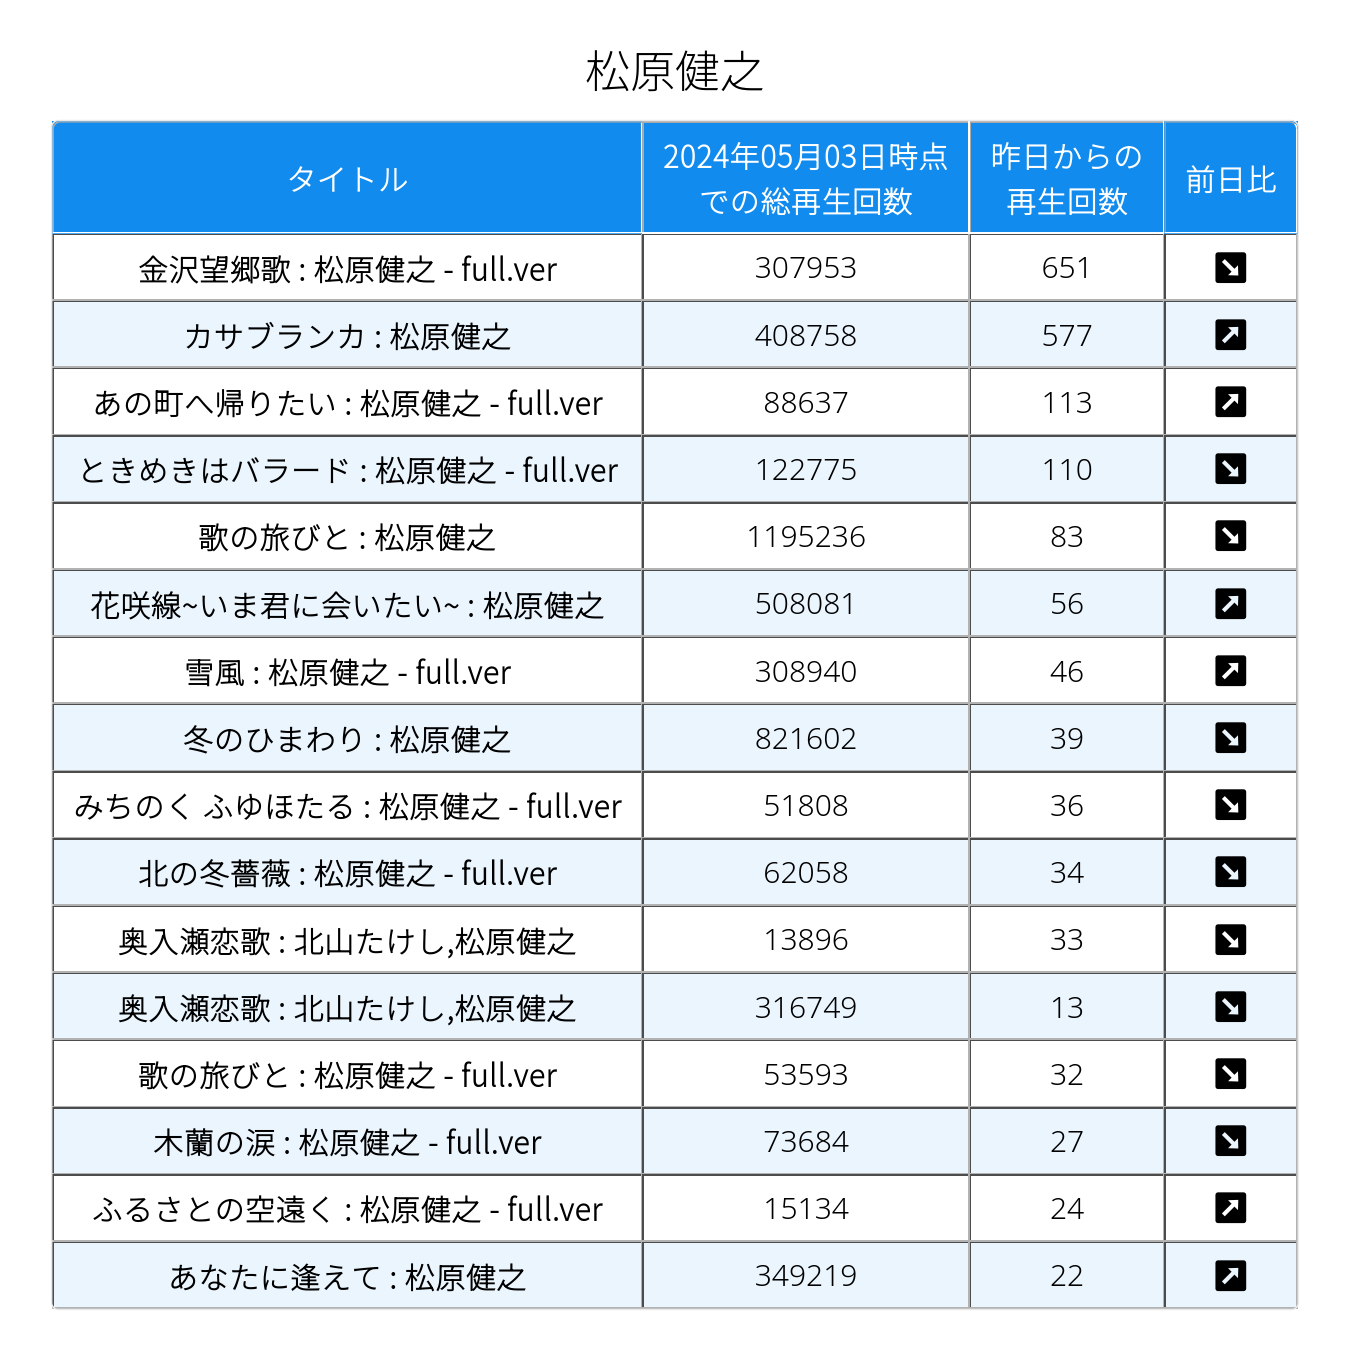 松原健之
タイトル
2024年05月03日時点
での総再生回数
昨日からの
再生回数
前日比
金沢望郷歌 : 松原健之 - full.ver 307953 651
カサブランカ : 松原健之 408758 577
あの町へ帰りたい : 松原健之 - full.ver 88637 113
ときめきはバラード : 松原健之 - full.ver 122775 110
歌の旅びと : 松原健之 1195236 83
花咲線~いま君に会いたい~ : 松原健之 508081 56
雪風 : 松原健之 - full.ver 308940 46
冬のひまわり : 松原健之 821602 39
みちのく ふゆほたる : 松原健之 - full.ver 51808 36
北の冬薔薇 : 松原健之 - full.ver 62058 34
奥入瀬恋歌 : 北山たけし,松原健之 13896 33
奥入瀬恋歌 : 北山たけし,松原健之 316749 13
歌の旅びと : 松原健之 - full.ver 53593 32
木蘭の涙 : 松原健之 - full.ver 73684 27
ふるさとの空遠く : 松原健之 - full.ver 15134 24
あなたに逢えて : 松原健之 349219 22